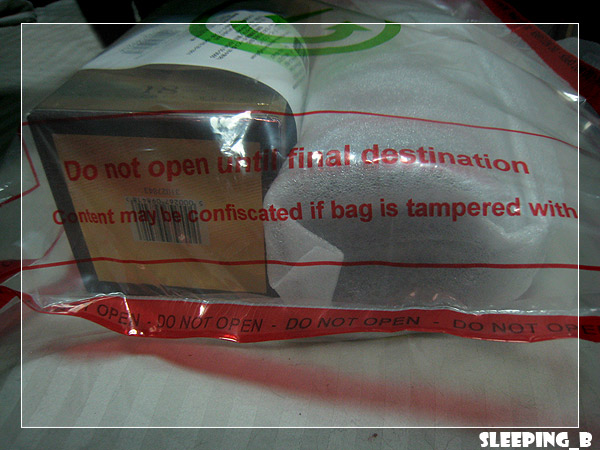 Do not open until final destination
Content may be confiscated if bag is tampered with
OPEN - DO NOT OPEN - DO NOT OPEN - DO NOT OPE
SLEEPING_B